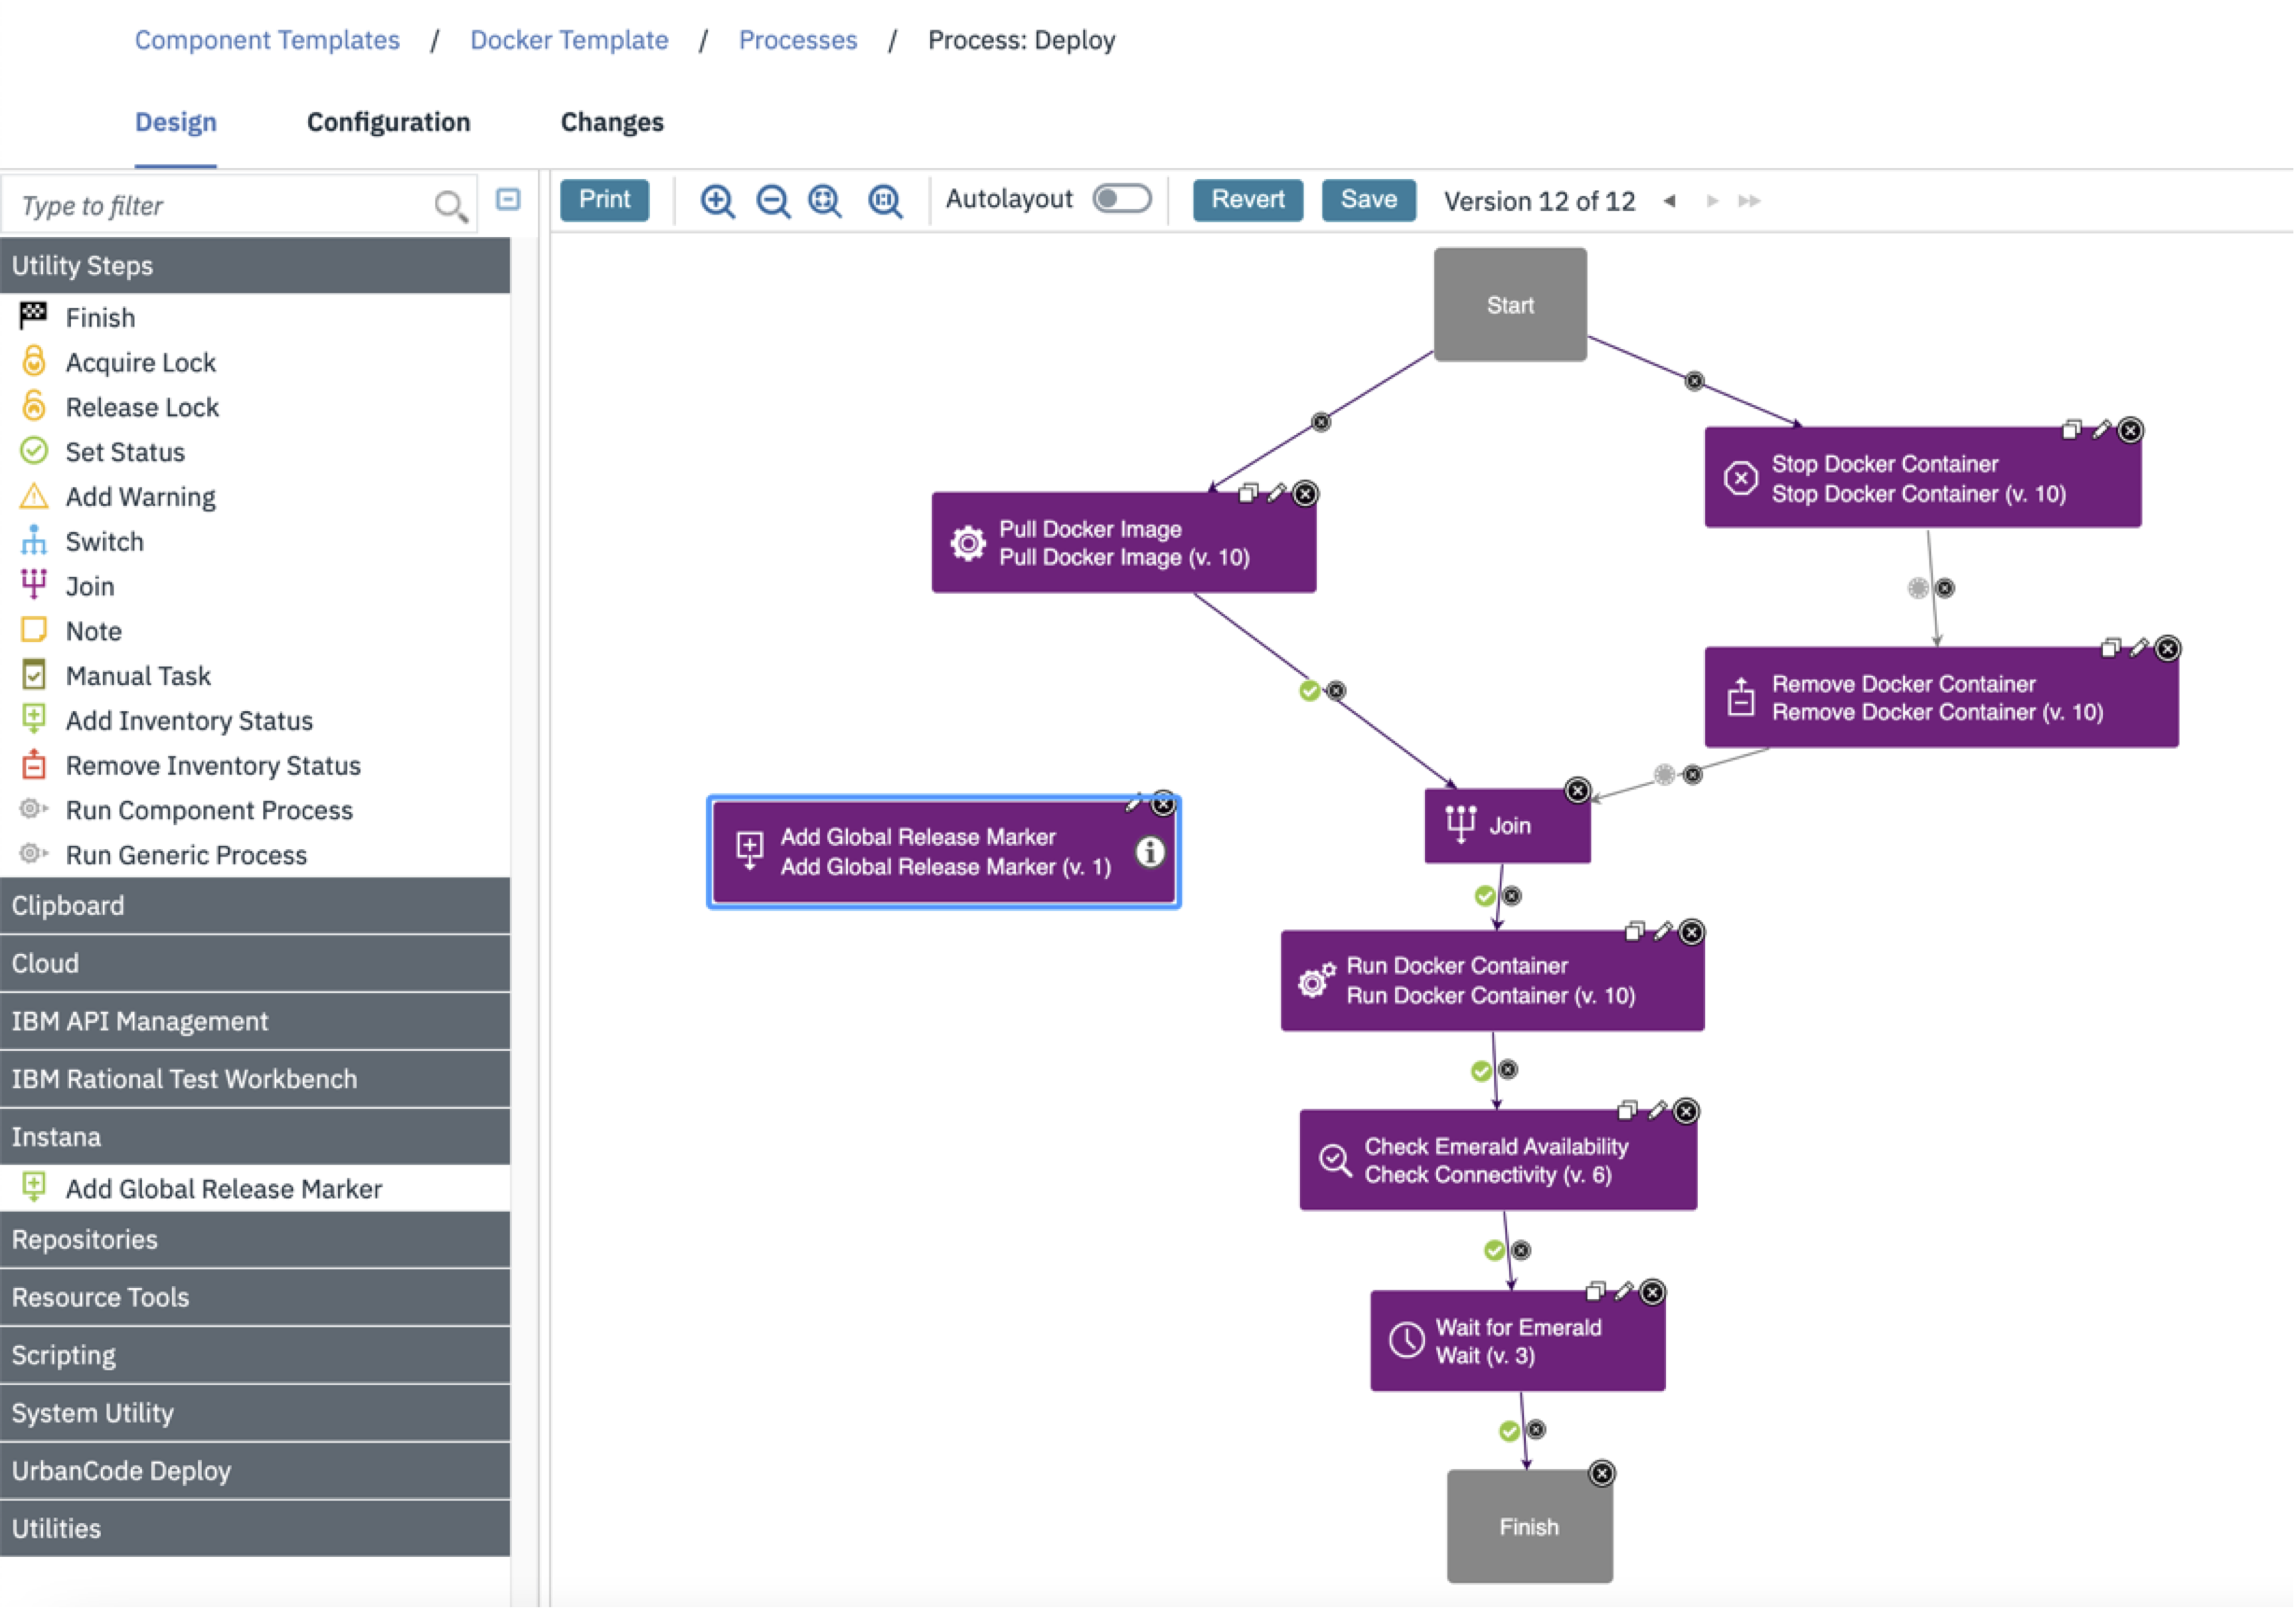 Component Templates / Docker Template / Processes / Process: Deploy
Design Configuration Changes
Type to filter
Print Autolayout Revert Save Version 12 of 12
Utility Steps
Finish
Acquire Lock
Release Lock
Set Status
Add Warning
Switch
Join
Note
Manual Task
Add Inventory Status
Remove Inventory Status
Run Component Process
Run Generic Process
Clipboard
Cloud
IBM API Management
IBM Rational Test Workbench
Instana
Add Global Release Marker
Repositories
Resource Tools
Scripting
System Utility
UrbanCode Deploy
Utilities
Start
Stop Docker Container
Stop Docker Container (v. 10)
Pull Docker Image
Pull Docker Image (v. 10)
Remove Docker Container
Remove Docker Container (v. 10)
Add Global Release Marker
Add Global Release Marker (v. 1)
Join
Run Docker Container
Run Docker Container (v. 10)
Check Emerald Availability
Check Connectivity (v. 6)
Wait for Emerald
Wait (v. 3)
Finish